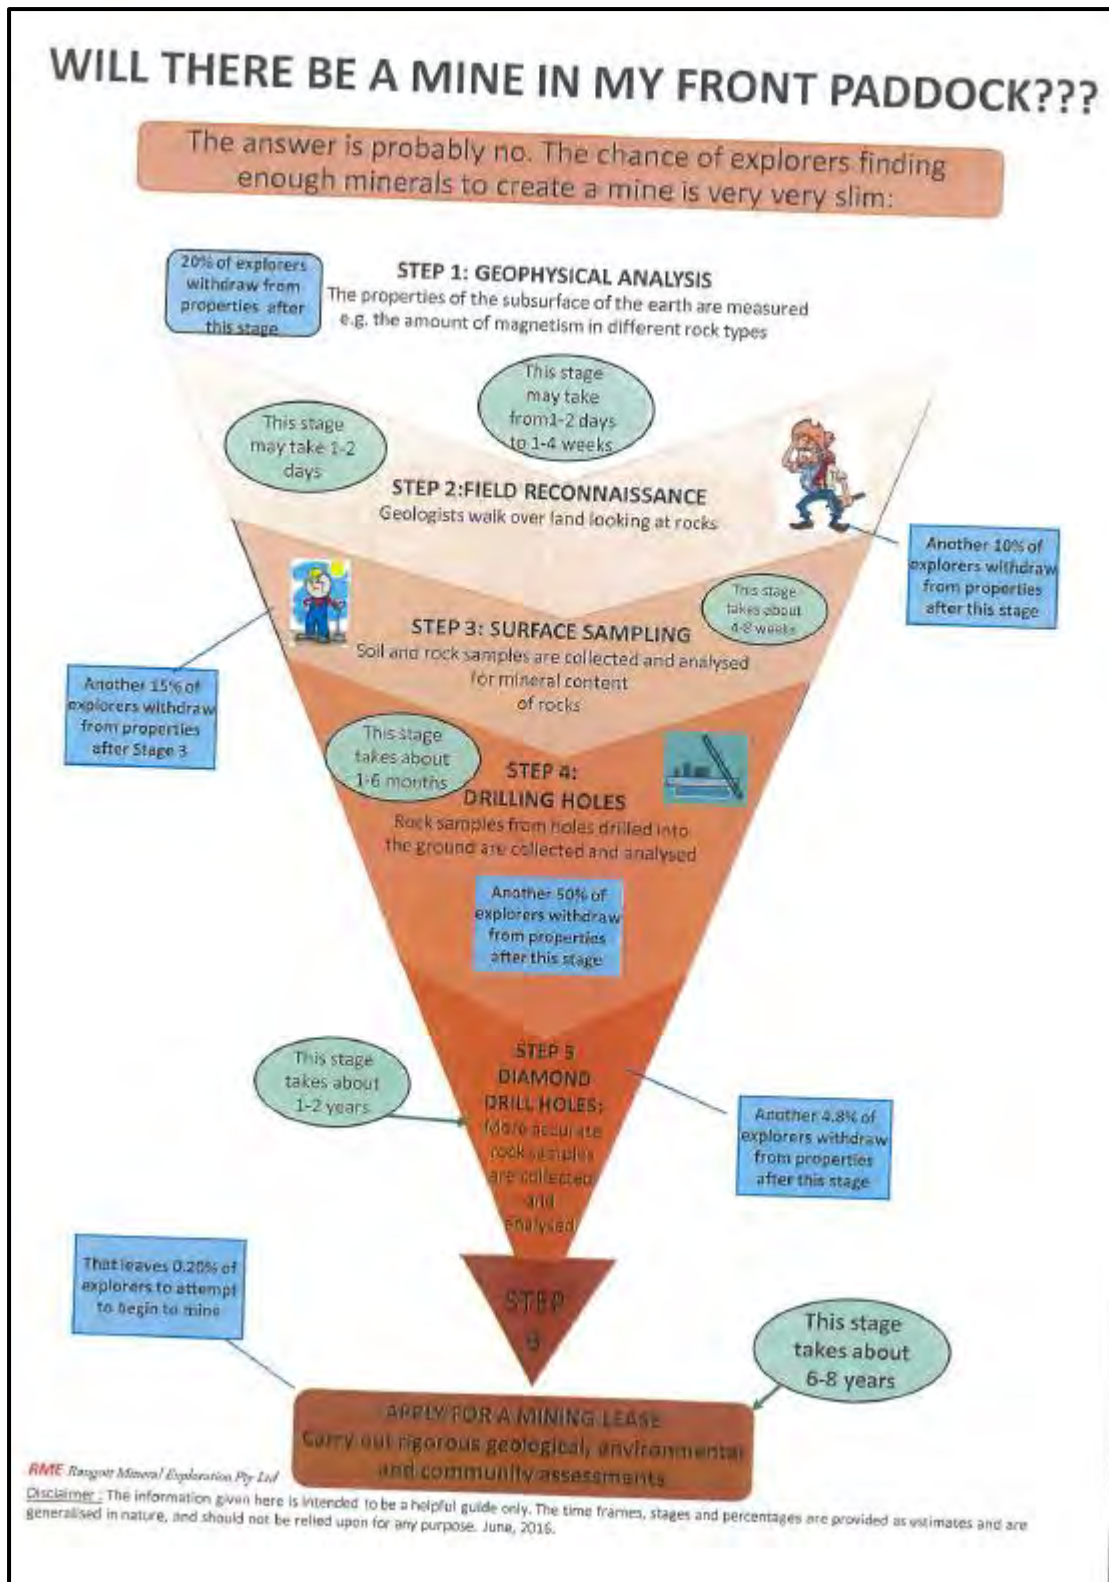 WILL THERE BE A MINE IN MY FRONT PADDOCK???
The answer is probably no. The chance of explorers finding
enough minerals to create a mine is very very slim:
20% of explorers
withdraw from
properties after
this stage
STEP 1: GEOPHYSICAL ANALYSIS
The properties of the subsurface of the earth are measured
e.g. the amount of magnetism in different rock types
This stage
may take
from1-2 days
to 1-4 weeks
This stage
may take 1-2
days
STEP 2:FIELD RECONNAISSANCE
Geologists walk over land looking at rocks
Another 10% of
explorers withdraw
from properties
after this stage
This stage
takes about
4-8 weeks
STEP 3: SURFACE SAMPLING
Soil and rock samples are collected and analysed
for mineral content
of rocks
Another 15% of
explorers withdraw
from properties
after Stage 3
This stage
takes about
1-6 months
STEP 4:
DRILLING HOLES
Rock samples from holes drilled into
the ground are collected and analysed
Another 50% of
explorers withdraw
from properties
after this stage
This stage
takes about
1-2 years
STEP 5
DIAMOND
DRILL HOLES:
More accurate
rock samples
are collected
and
analysed
Another 4.8% of
explorers withdraw
from properties
after this stage
That leaves 0.20% of
explorers to attempt
to begin to mine
STEP
6
This stage
takes about
6-8 years
APPLY FOR A MINING LEASE
Carry out rigorous geological, environmental
and community assessments
RME Rangott Mineral Exploration Pty Ltd
Disclaimer : The information given here is intended to be a helpful guide only. The time frames, stages and percentages are provided as estimates and are
generalised in nature, and should not be relied upon for any purpose. June, 2016.